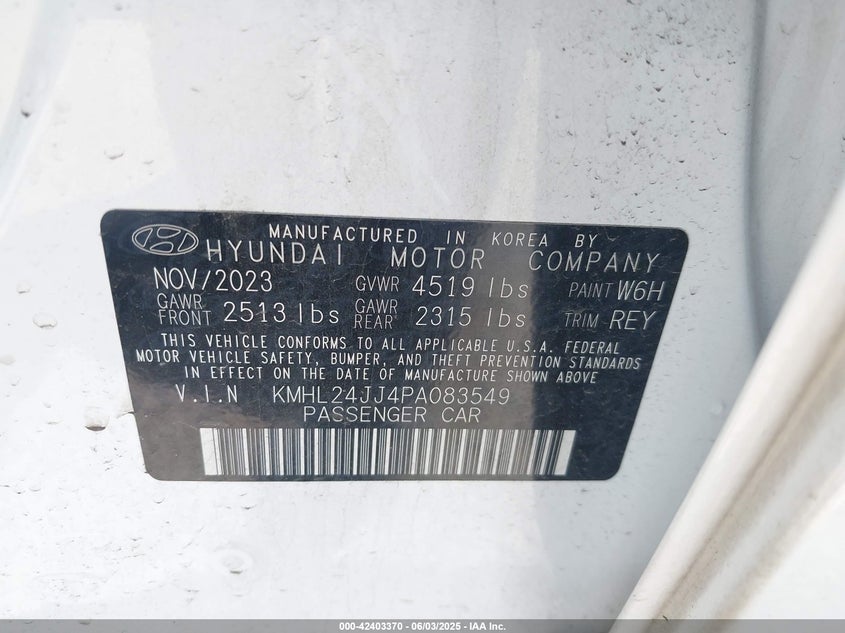 MANUFACTURED IN KOREA BY
HYUNDAI MOTOR COMPANY
NOV/2023 GVWR 4519 lbs PAINT W6H
GAWR FRONT 2513 lbs GAWR REAR 2315 lbs TRIM REY
THIS VEHICLE CONFORMS TO ALL APPLICABLE U.S.A. FEDERAL
MOTOR VEHICLE SAFETY, BUMPER, AND THEFT PREVENTION STANDARDS
IN EFFECT ON THE DATE OF MANUFACTURE SHOWN ABOVE
V.I.N KMHL24JJ4PA083549
PASSENGER CAR
000-42403370 - 06/03/2025 - IAA Inc.